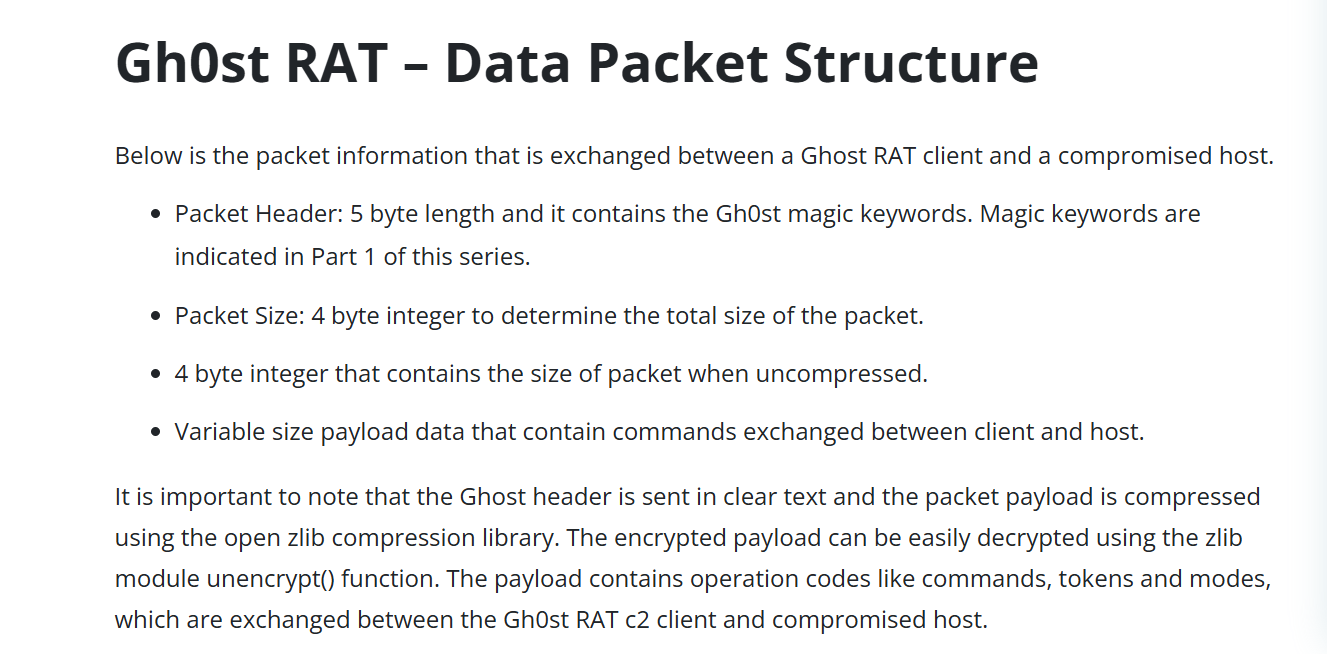 Gh0st RAT – Data Packet Structure
Below is the packet information that is exchanged between a Ghost RAT client and a compromised host.
• Packet Header: 5 byte length and it contains the Gh0st magic keywords. Magic keywords are
indicated in Part 1 of this series.
• Packet Size: 4 byte integer to determine the total size of the packet.
• 4 byte integer that contains the size of packet when uncompressed.
• Variable size payload data that contain commands exchanged between client and host.
It is important to note that the Ghost header is sent in clear text and the packet payload is compressed
using the open zlib compression library. The encrypted payload can be easily decrypted using the zlib
module unencrypt() function. The payload contains operation codes like commands, tokens and modes,
which are exchanged between the Gh0st RAT c2 client and compromised host.